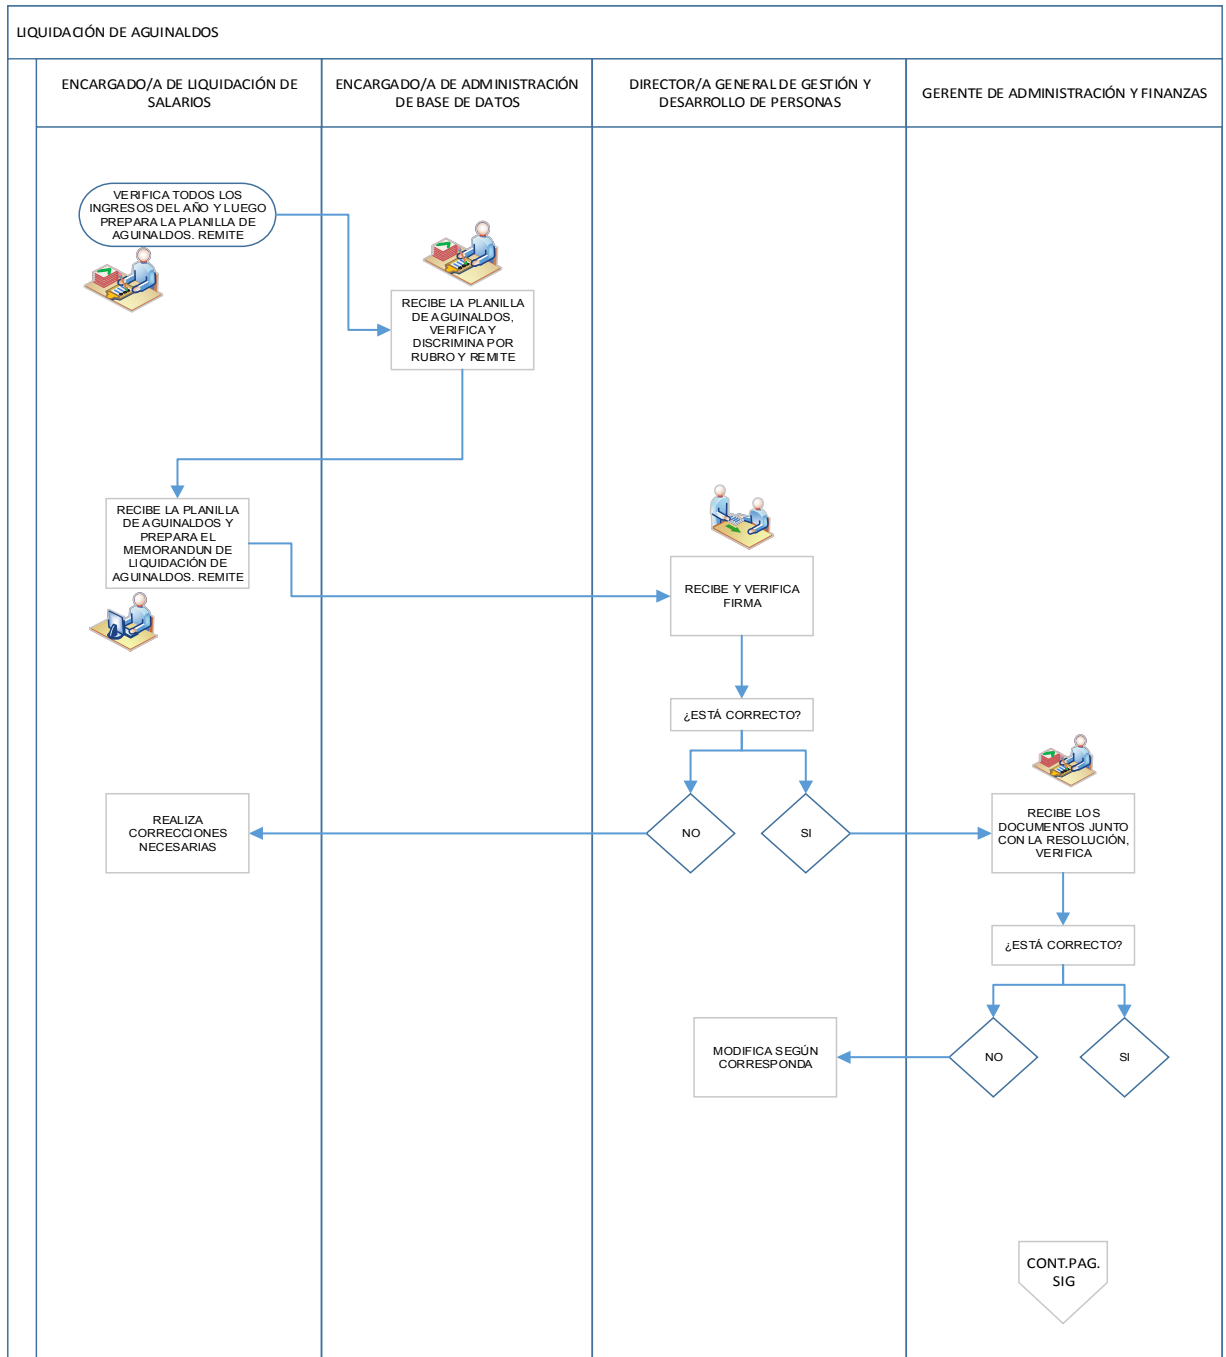 LIQUIDACIÓN DE AGUINALDOS
ENCARGADO/A DE LIQUIDACIÓN DE
SALARIOS
ENCARGADO/A DE ADMINISTRACIÓN
DE BASE DE DATOS
DIRECTOR/A GENERAL DE GESTIÓN Y
DESARROLLO DE PERSONAS
GERENTE DE ADMINISTRACIÓN Y FINANZAS
VERIFICA TODOS LOS
INGRESOS DEL AÑO Y LUEGO
PREPARA LA PLANILLA DE
AGUINALDOS. REMITE
RECIBE LA PLANILLA
DE AGUINALDOS,
VERIFICA Y
DISCRIMINA POR
RUBRO Y REMITE
RECIBE LA PLANILLA
DE AGUINALDOS Y
PREPARA EL
MEMORANDUN DE
LIQUIDACIÓN DE
AGUINALDOS. REMITE
RECIBE Y VERIFICA
FIRMA
¿ESTÁ CORRECTO?
REALIZA
CORRECCIONES
NECESARIAS
NO
SI
RECIBE LOS
DOCUMENTOS JUNTO
CON LA RESOLUCIÓN,
VERIFICA
¿ESTÁ CORRECTO?
MODIFICA SEGÚN
CORRESPONDA
NO
SI
CONT.PAG.
SIG